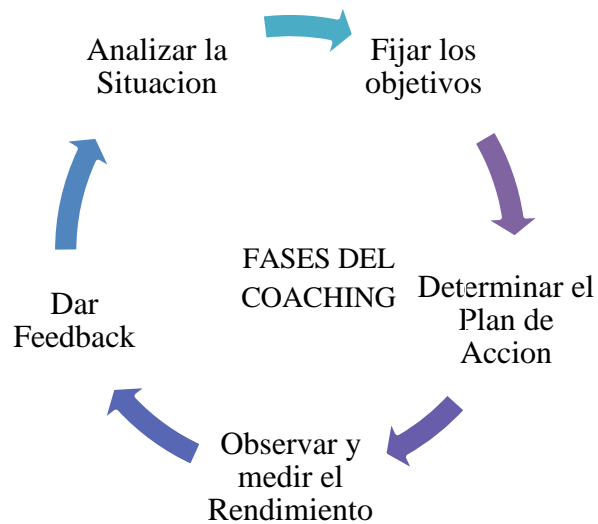 Analizar la
Situacion
Fijar los
objetivos
FASES DEL
COACHING
Determinar el
Plan de
Accion
Observar y
medir el
Rendimiento
Dar
Feedback